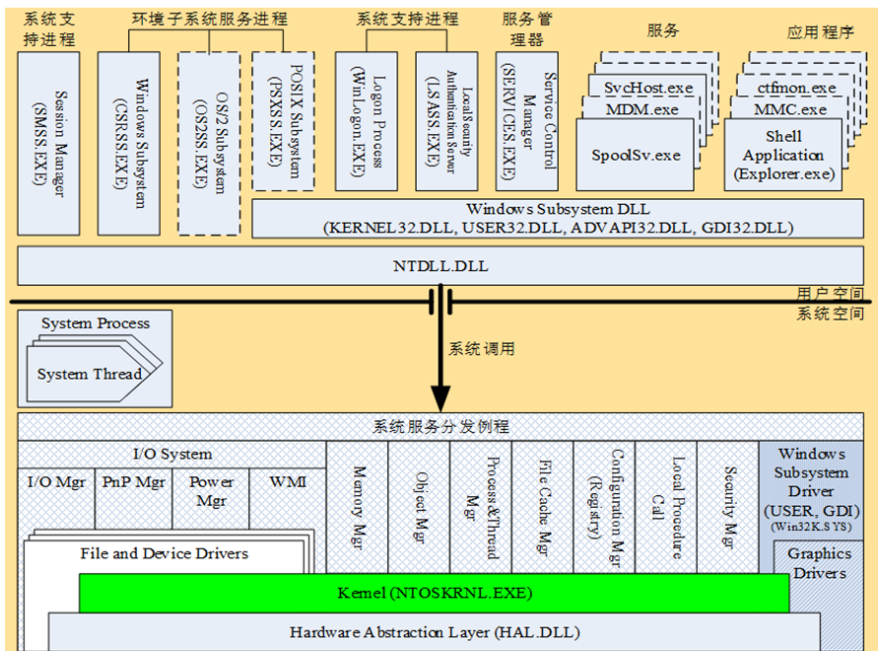 系统支
持进程
环境子系统服务进程
系统支持进程
服务管
理器
服务
应用程序
Session Manager
(SMSS.EXE)
Windows Subsystem
(CSRSS.EXE)
OS/2 Subsystem
(OS2SS.EXE)
POSIX Subsystem
(PSXSS.EXE)
Logon Process
(WinLogon.EXE)
LocalSecurity
Authentication Server
(LSASS.EXE)
Service Control
Manager
(SERVICES.EXE)
SvcHost.exe
MDM.exe
SpoolSv.exe
ctfmon.exe
MMC.exe
Shell
Application
(Explorer.exe)
Windows Subsystem DLL
(KERNEL32.DLL, USER32.DLL, ADVAPI32.DLL, GDI32.DLL)
NTDLL.DLL
用户空间
系统空间
System Process
System Thread
系统调用
系统服务分发例程
I/O System
I/O Mgr
PnP Mgr
Power
Mgr
WMI
File and Device Drivers
Memory Mgr
Object Mgr
Process&Thread
Mgr
File Cache Mgr
Configuration Mgr
(Registry)
Local Procedure
Call
Security Mgr
Windows
Subsystem
Driver
(USER, GDI)
(Win32K.SYS)
Graphics
Drivers
Kernel (NTOSKRNL.EXE)
Hardware Abstraction Layer (HAL.DLL)